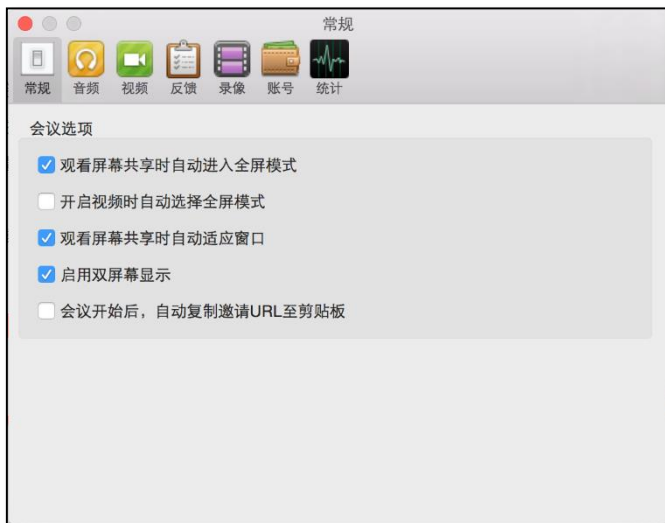 常规
常规 音频 视频 反馈 录像 账号 统计
会议选项
观看屏幕共享时自动进入全屏模式
开启视频时自动选择全屏模式
观看屏幕共享时自动适应窗口
启用双屏幕显示
会议开始后，自动复制邀请URL至剪贴板